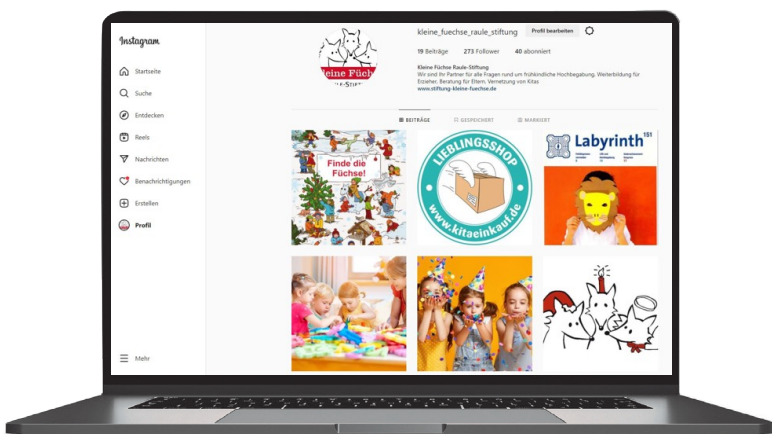 Instagram
Startseite
Suche
Entdecken
Reels
Nachrichten
Benachrichtigungen
Erstellen
Profil
Mehr
kleine_fuechse_raule_stiftung Profil bearbeiten
19 Beiträge 273 Follower 40 abonniert
Kleine Füchse Raule-Stiftung
Wir sind Ihr Partner für alle Fragen rund um frühkindliche Hochbegabung. Weiterbildung für
Erzieher, Beratung für Eltern, Vernetzung von Kitas
www.stiftung-kleine-fuechse.de
BEITRÄGE GESPEICHERT MARKIERT
Finde die
Füchse!
LIEBLINGSSHOP
www.kitaeinkauf.de
Labyrinth 151